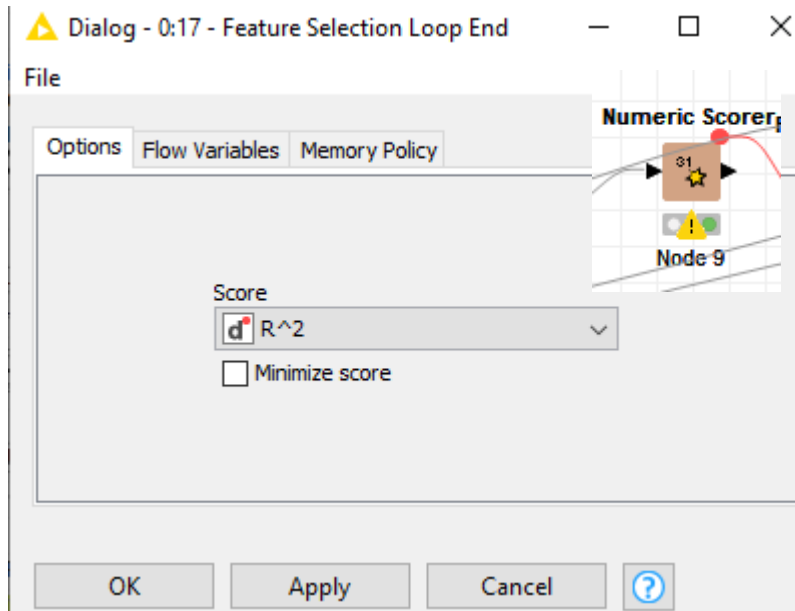 Dialog - 0:17 - Feature Selection Loop End
File
Numeric Scorer
Options
Flow Variables
Memory Policy
Node 9
Score
d R^2
Minimize score
OK
Apply
Cancel
?